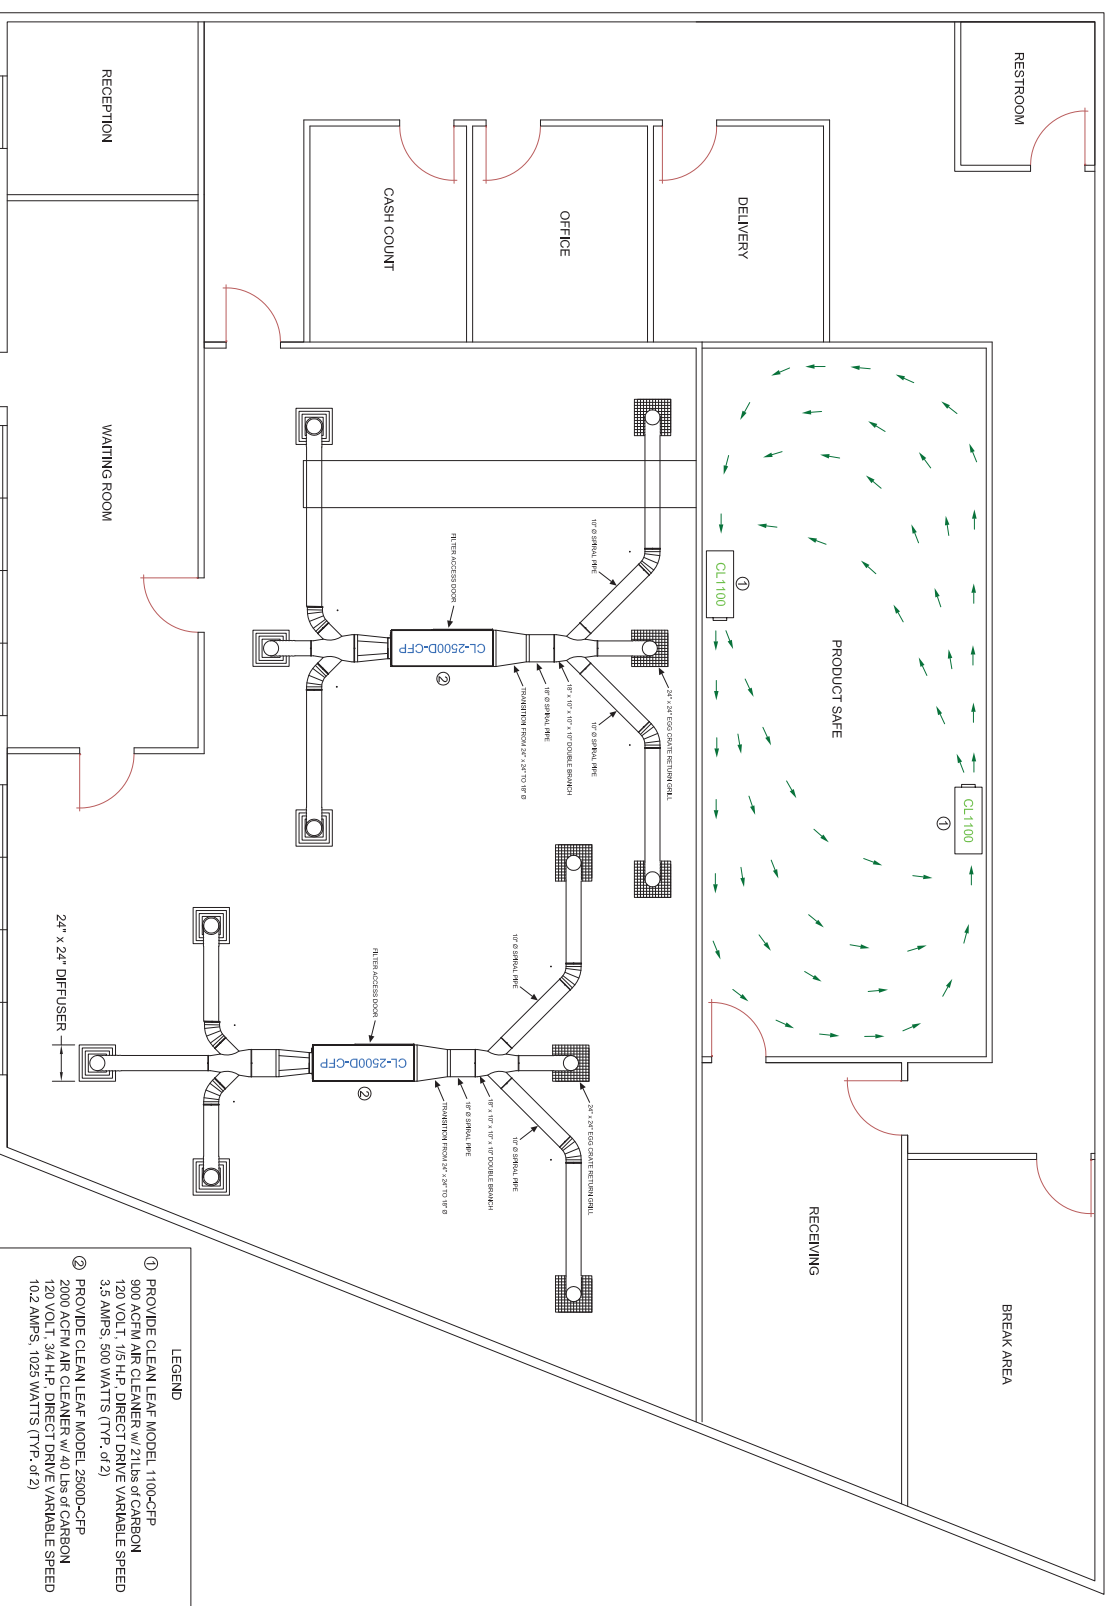 RESTROOM
RECEPTION
CASH COUNT
OFFICE
DELIVERY
WAITING ROOM
PRODUCT SAFE
CL1100
①
CL1100
①
10" Ø SPIRAL PIPE
FILTER ACCESS DOOR
CL-2500D-CFP
②
24" x 24" EGG CRATE RETURN GRILL
10" Ø SPIRAL PIPE
18" x 10" x 10" x 10" DOUBLE BRANCH
18" Ø SPIRAL PIPE
TRANSITION FROM 24" x 24" TO 18" Ø
10" Ø SPIRAL PIPE
FILTER ACCESS DOOR
CL-2500D-CFP
②
24" x 24" EGG CRATE RETURN GRILL
10" Ø SPIRAL PIPE
18" x 10" x 10" x 10" DOUBLE BRANCH
18" Ø SPIRAL PIPE
TRANSITION FROM 24" x 24" TO 18" Ø
24" x 24" DIFFUSER
RECEIVING
BREAK AREA
LEGEND
① PROVIDE CLEAN LEAF MODEL 1100-CFP
900 ACFM AIR CLEANER w/ 21Lbs of CARBON
120 VOLT, 1/5 H.P. DIRECT DRIVE VARIABLE SPEED
3.5 AMPS, 500 WATTS (TYP. of 2)
② PROVIDE CLEAN LEAF MODEL 2500D-CFP
2000 ACFM AIR CLEANER w/ 40 Lbs of CARBON
120 VOLT, 3/4 H.P. DIRECT DRIVE VARIABLE SPEED
10.2 AMPS, 1025 WATTS (TYP. of 2)